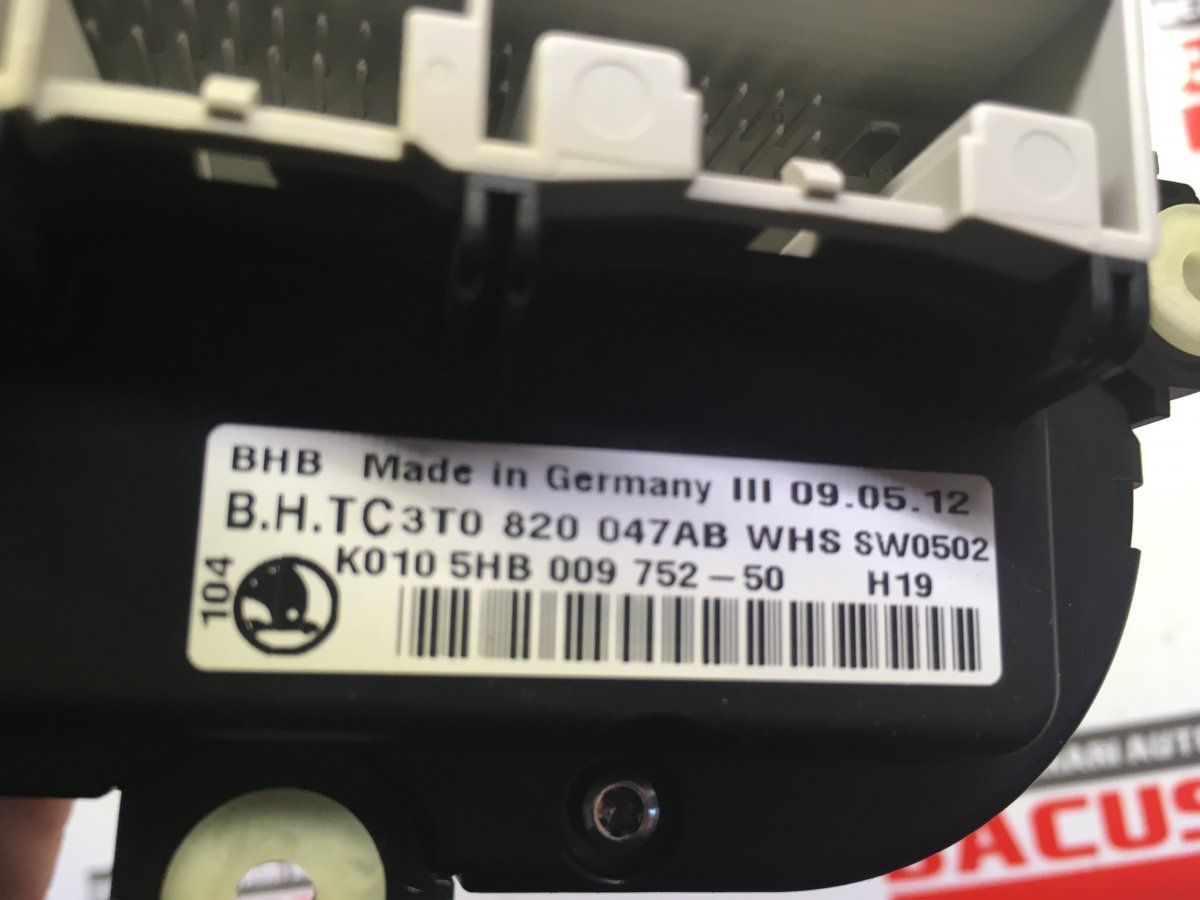 BHB Made in Germany III 09.05.12
B.H.TC 3T0 820 047AB WHS SW0502
K010 5HB 009 752-50 H19
104